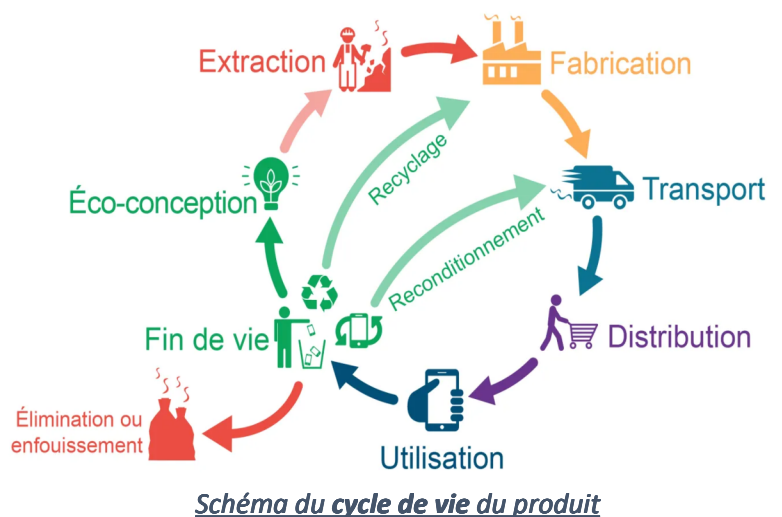 Extraction
Fabrication
Recyclage
Éco-conception
Transport
Reconditionnement
Fin de vie
Distribution
Élimination ou
enfouissement
Utilisation
Schéma du cycle de vie du produit